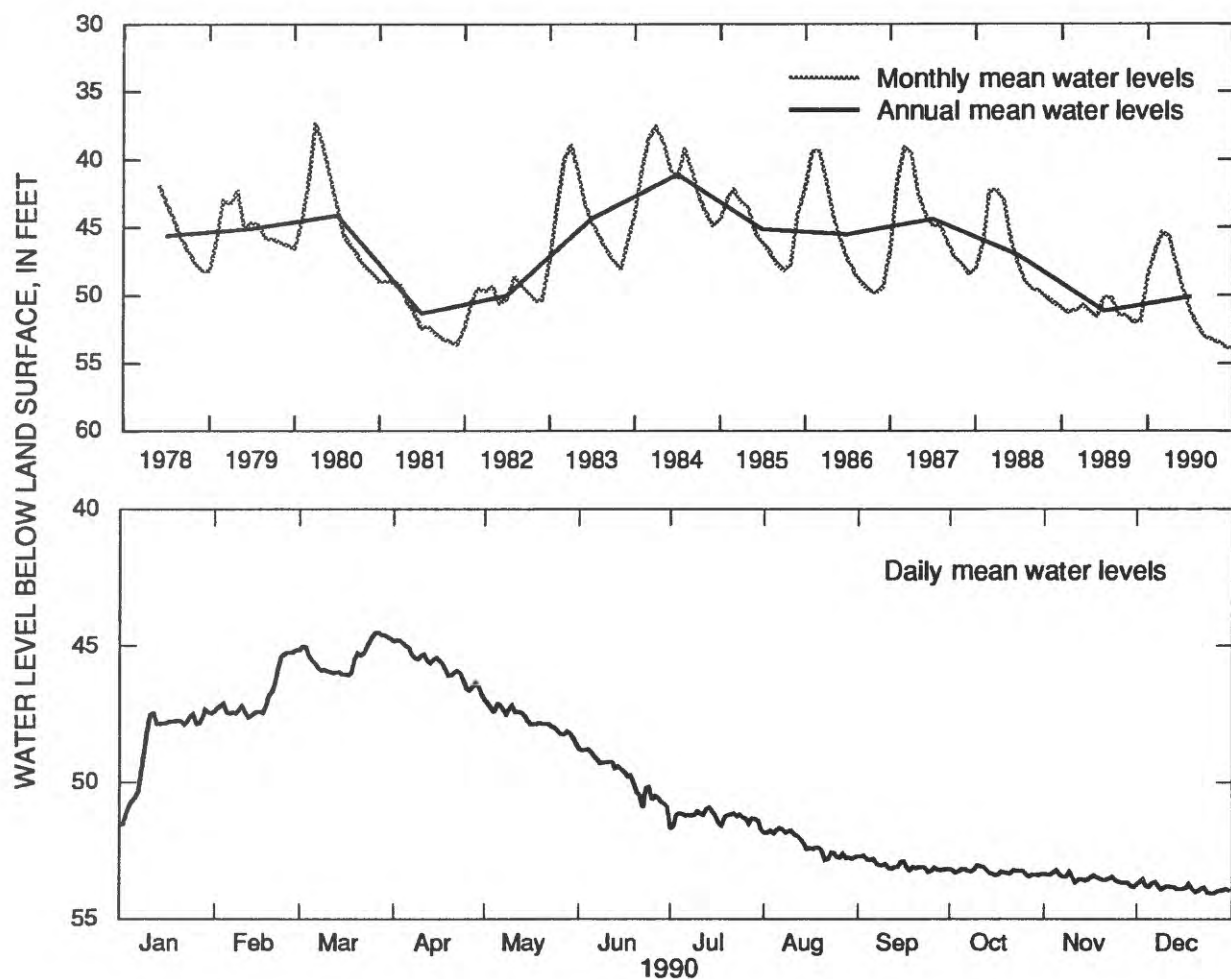 WATER LEVEL BELOW LAND SURFACE, IN FEET
30
35
40
45
50
55
60
Monthly mean water levels
Annual mean water levels
1978 1979 1980 1981 1982 1983 1984 1985 1986 1987 1988 1989 1990
40
45
50
55
Daily mean water levels
Jan Feb Mar Apr May Jun Jul Aug Sep Oct Nov Dec
1990